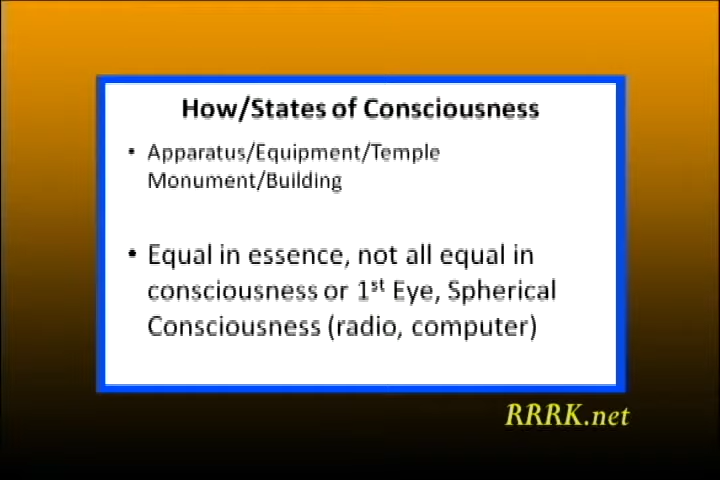 How/States of Consciousness
• Apparatus/Equipment/Temple
Monument/Building
• Equal in essence, not all equal in
consciousness or 1st Eye, Spherical
Consciousness (radio, computer)
RRRK.net